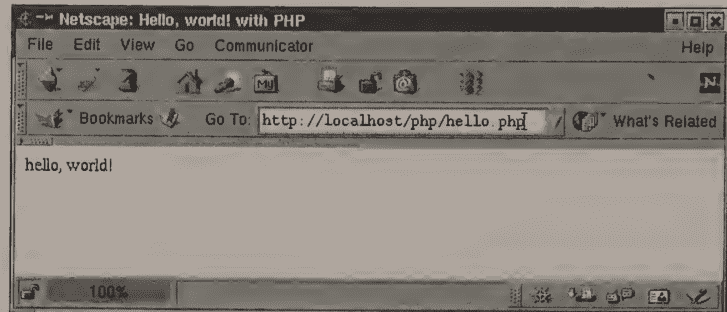 Netscape: Hello, world! with PHP
File Edit View Go Communicator Help
My N
Bookmarks Go To: http://localhost/php/hello.php What's Related
hello, world!
100%